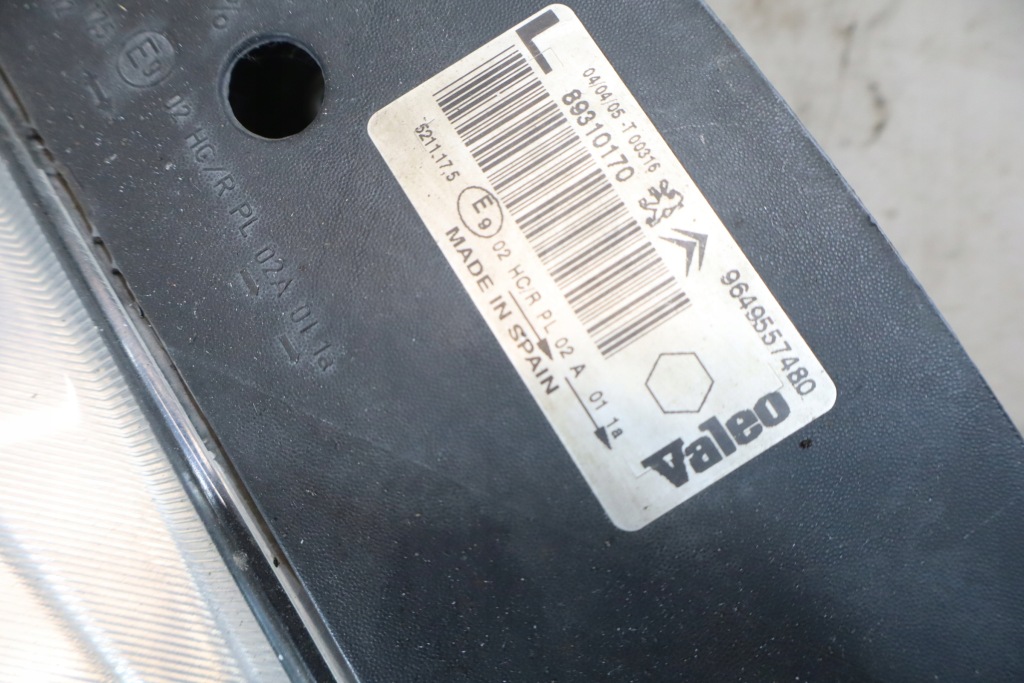 L
04/04/05 -T 00316
89310170
9649557480
5211.17,5
E9 02 HC/R PL 02 A 01 1a
MADE IN SPAIN
Valeo
E9 02 HC/R PL 02A 01 1a